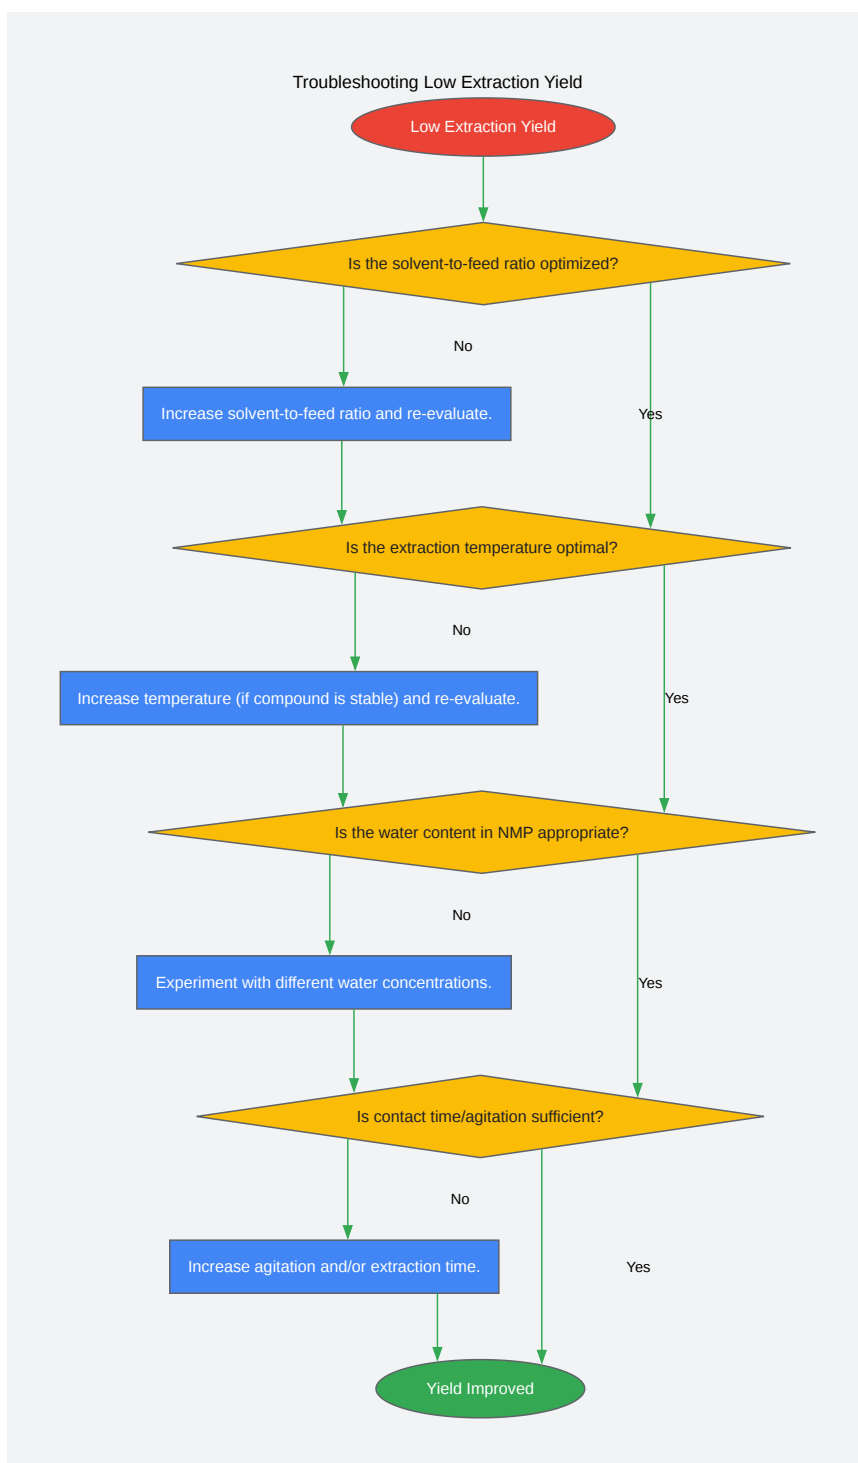 Troubleshooting Low Extraction Yield
Low Extraction Yield
Is the solvent-to-feed ratio optimized?
No
Increase solvent-to-feed ratio and re-evaluate.
Yes
Is the extraction temperature optimal?
No
Increase temperature (if compound is stable) and re-evaluate.
Yes
Is the water content in NMP appropriate?
No
Experiment with different water concentrations.
Yes
Is contact time/agitation sufficient?
No
Increase agitation and/or extraction time.
Yes
Yield Improved